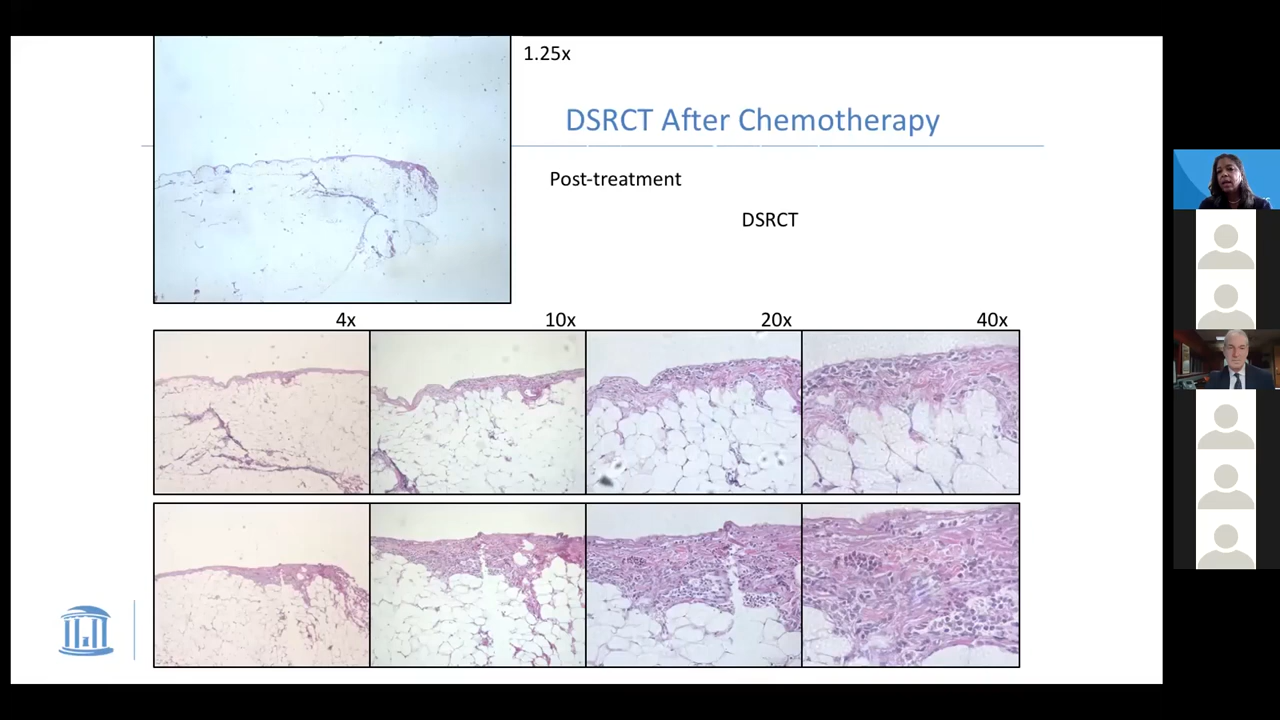 1.25x
DSRCT After Chemotherapy
Post-treatment
DSRCT
4x 10x 20x 40x